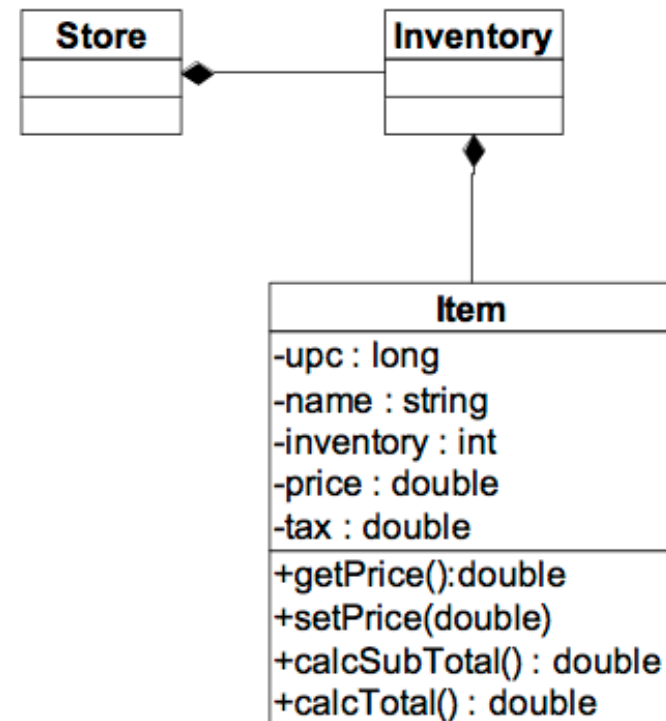 Store
Inventory
Item
-upc : long
-name : string
-inventory : int
-price : double
-tax : double
+getPrice():double
+setPrice(double)
+calcSubTotal() : double
+calcTotal() : double